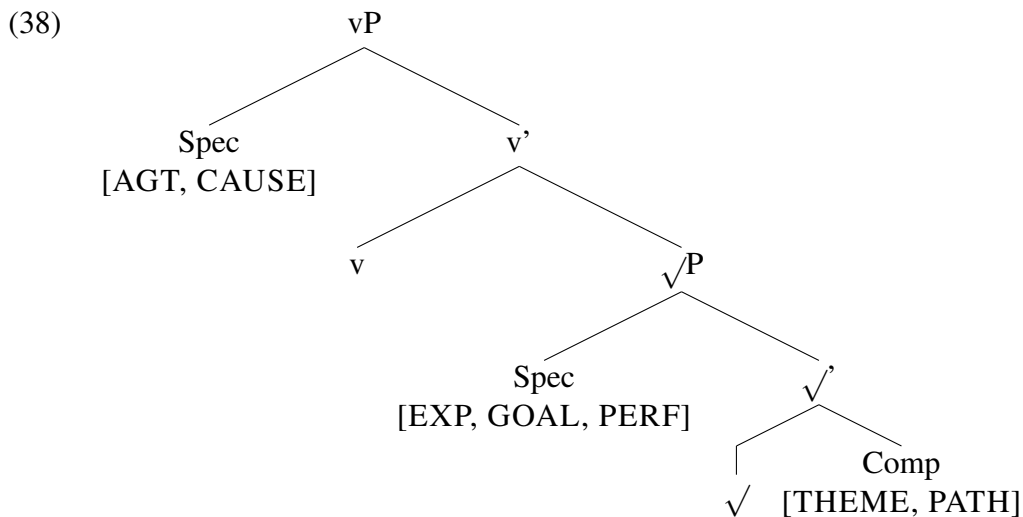 (38) vP
Spec v’
[AGT, CAUSE]
v √P
Spec √’
[EXP, GOAL, PERF]
√ Comp
[THEME, PATH]